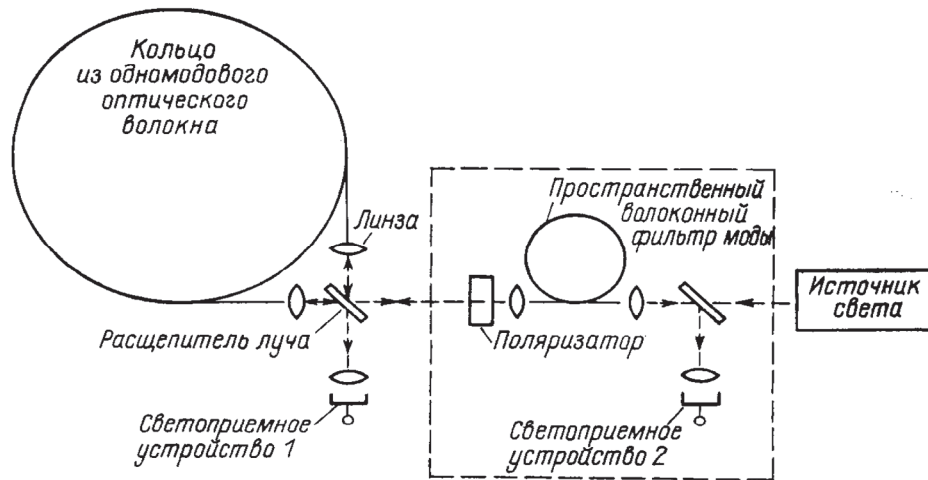 Кольцо
из одномодового
оптического
волокна
Линза
Расщепитель луча
Светоприемное
устройство 1
Пространственный
волоконный
фильтр моды
Поляризатор
Светоприемное
устройство 2
Источник
света